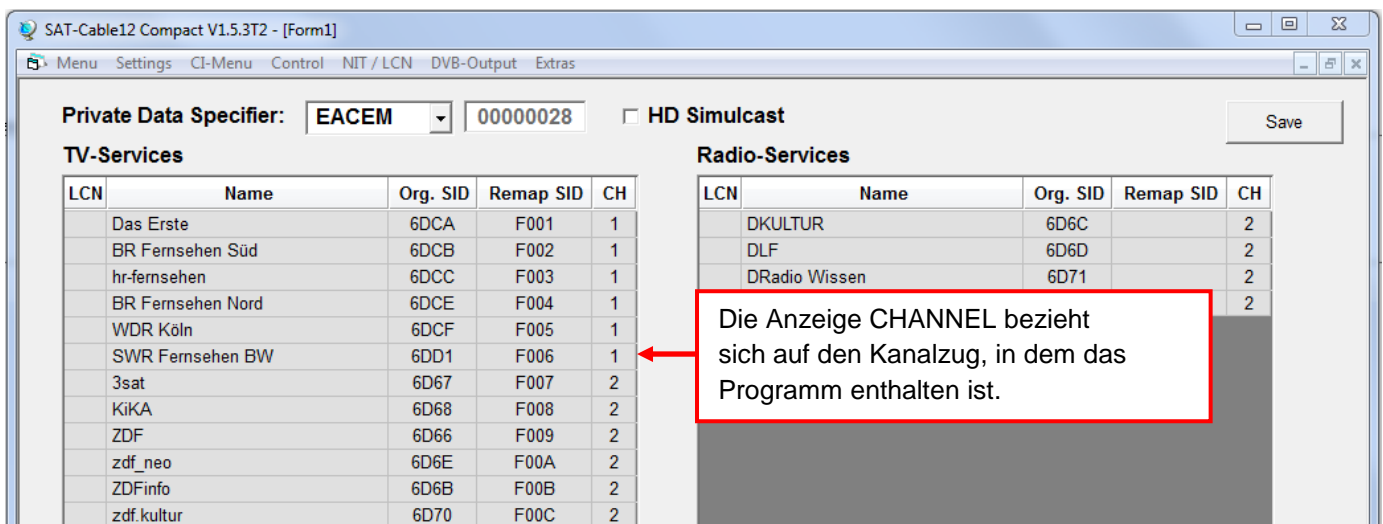 SAT-Cable12 Compact V1.5.3T2 - [Form1]
Menu Settings CI-Menu Control NIT / LCN DVB-Output Extras
Private Data Specifier: EACEM 00000028 HD Simulcast Save
TV-Services Radio-Services
LCN Name Org. SID Remap SID CH LCN Name Org. SID Remap SID CH
Das Erste 6DCA F001 1 DKULTUR 6D6C 2
BR Fernsehen Süd 6DCB F002 1 DLF 6D6D 2
hr-fernsehen 6DCC F003 1 DRadio Wissen 6D71 2
BR Fernsehen Nord 6DCE F004 1 2
WDR Köln 6DCF F005 1
SWR Fernsehen BW 6DD1 F006 1
3sat 6D67 F007 2
KiKA 6D68 F008 2
ZDF 6D66 F009 2
zdf_neo 6D6E F00A 2
ZDFinfo 6D6B F00B 2
zdf.kultur 6D70 F00C 2
Die Anzeige CHANNEL bezieht
sich auf den Kanalzug, in dem das
Programm enthalten ist.